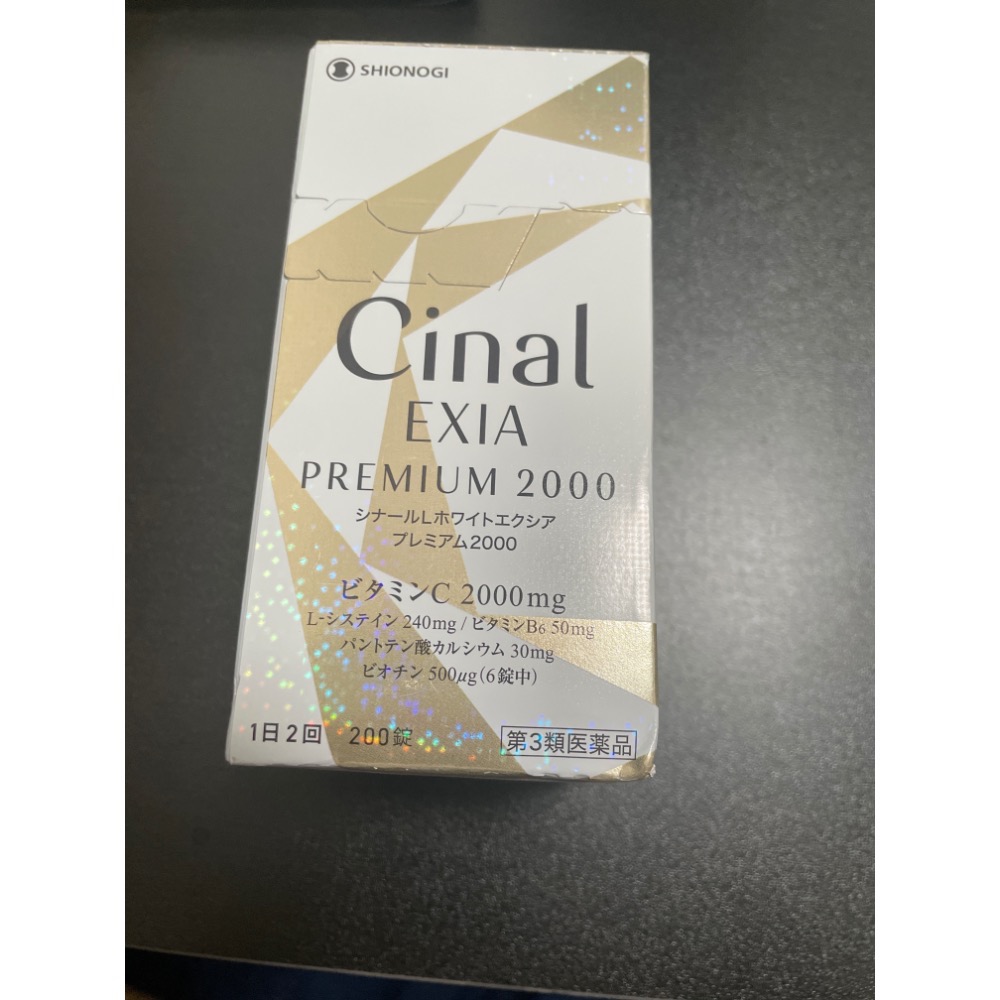 SHIONOGI
Cinal
EXIA
PREMIUM 2000
シナールLホワイトエクシア
プレミアム2000
ビタミンC 2000mg
L-システイン 240mg / ビタミンB6 50mg
パントテン酸カルシウム 30mg
ビオチン 500μg(6錠中)
1日2回 200錠 第3類医薬品